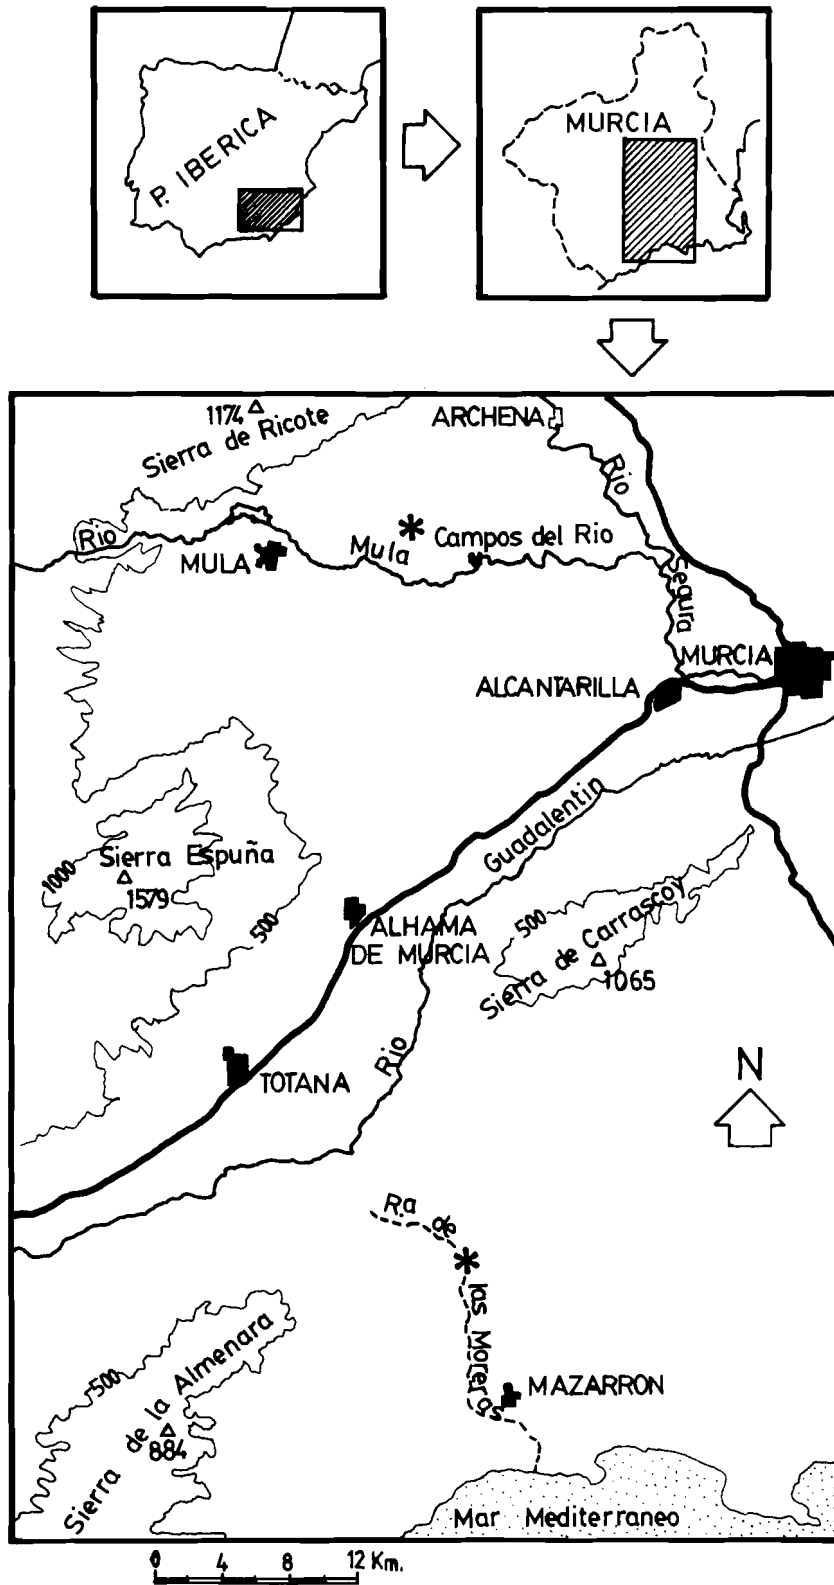 P. IBERICA
MURCIA
1174
Sierra de Ricote
ARCHENA
Rio
Segura
Rio
Mula
MULA
Campos del Rio
MURCIA
ALCANTARILLA
Guadalentin
Rio
1000
Sierra Espuña
1579
500
ALHAMA
DE MURCIA
500
Sierra de Carrascoy
1065
TOTANA
N
R.a de
las Moreras
MAZARRON
500
Sierra de la Almenara
884
Mar Mediterraneo
0 4 8 12 Km.